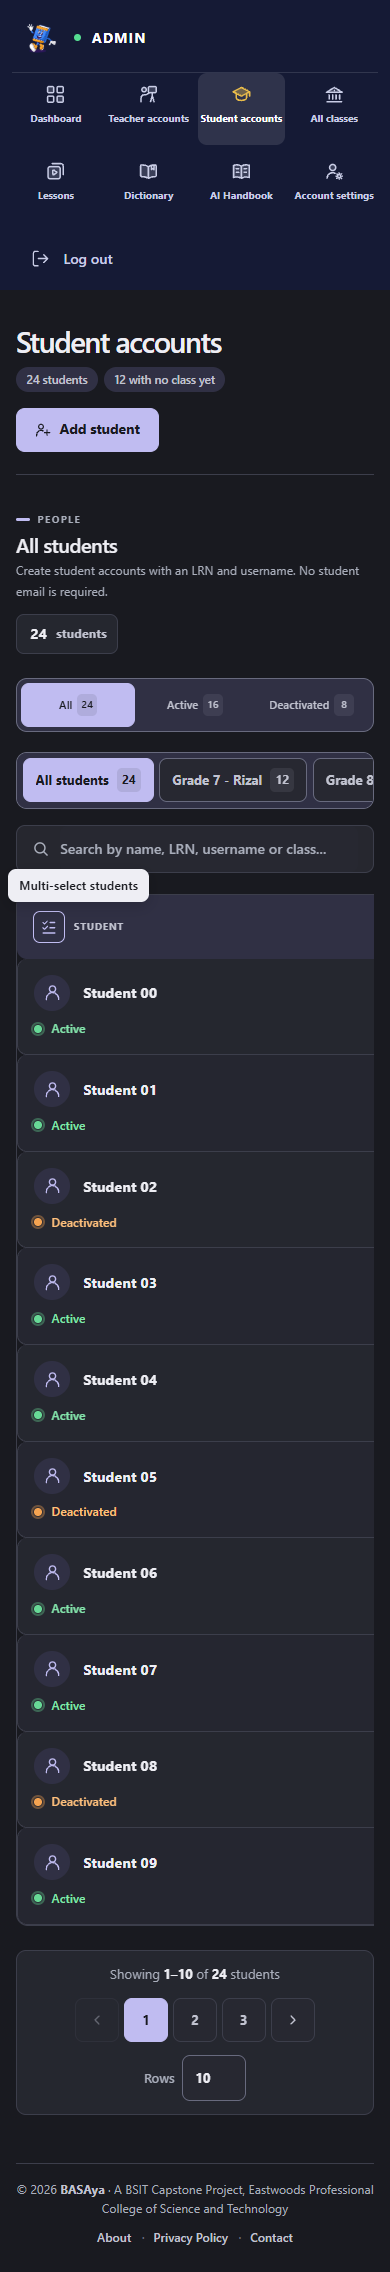 ADMIN
Dashboard
Teacher accounts
Student accounts
All classes
Lessons
Dictionary
AI Handbook
Account settings
Log out
Student accounts
24 students
12 with no class yet
Add student
PEOPLE
All students
Create student accounts with an LRN and username. No student
email is required.
24 students
All 24
Active 16
Deactivated 8
All students 24
Grade 7 - Rizal 12
Grade 8
Search by name, LRN, username or class...
Multi-select students
STUDENT
Student 00
Active
Student 01
Active
Student 02
Deactivated
Student 03
Active
Student 04
Active
Student 05
Deactivated
Student 06
Active
Student 07
Active
Student 08
Deactivated
Student 09
Active
Showing 1–10 of 24 students
1
2
3
Rows 10
© 2026 BASAya · A BSIT Capstone Project, Eastwoods Professional
College of Science and Technology
About · Privacy Policy · Contact